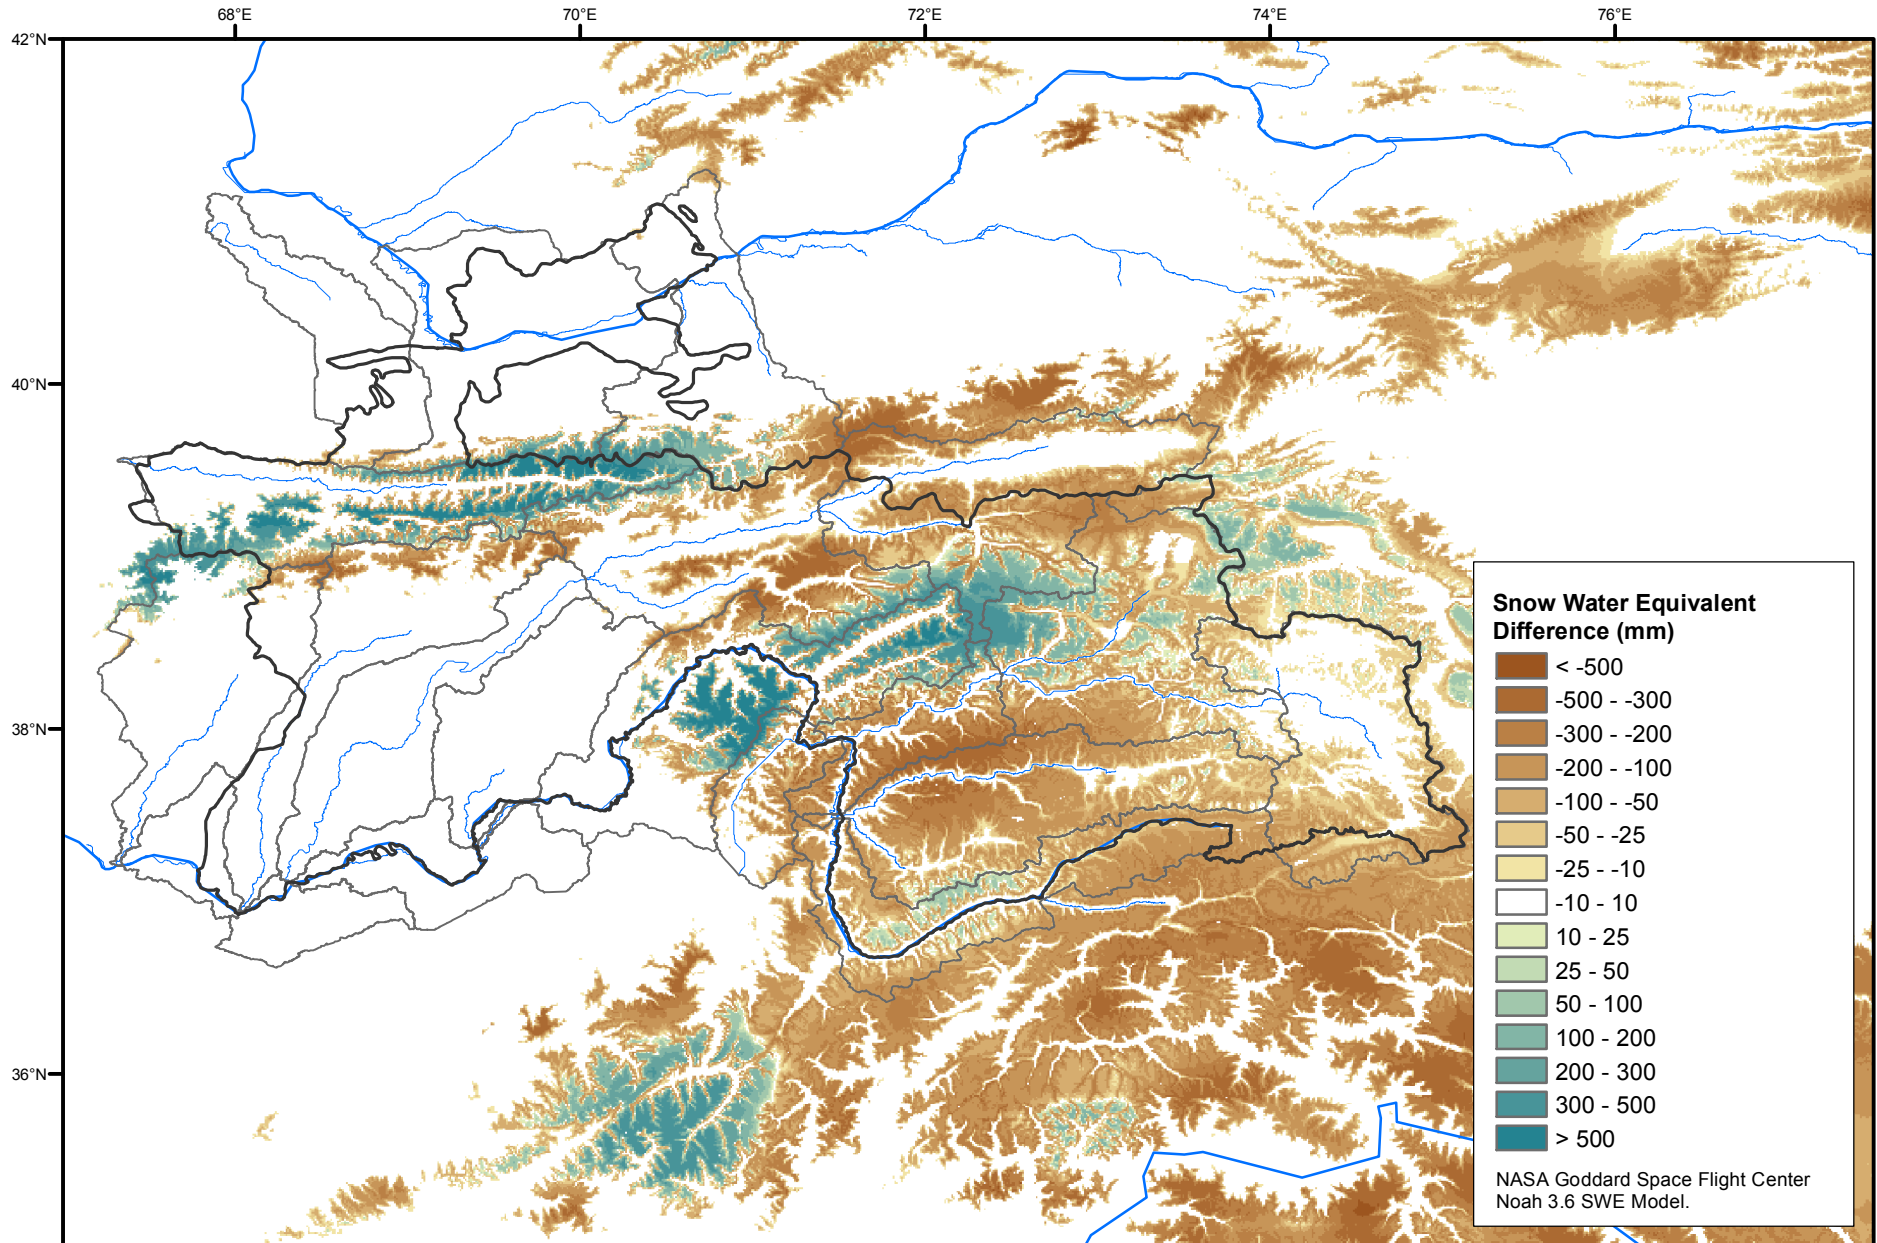 68°E
70°E
72°E
74°E
76°E
42°N
40°N
38°N
36°N
Snow Water Equivalent
Difference (mm)
< -500
-500 - -300
-300 - -200
-200 - -100
-100 - -50
-50 - -25
-25 - -10
-10 - 10
10 - 25
25 - 50
50 - 100
100 - 200
200 - 300
300 - 500
> 500
NASA Goddard Space Flight Center
Noah 3.6 SWE Model.